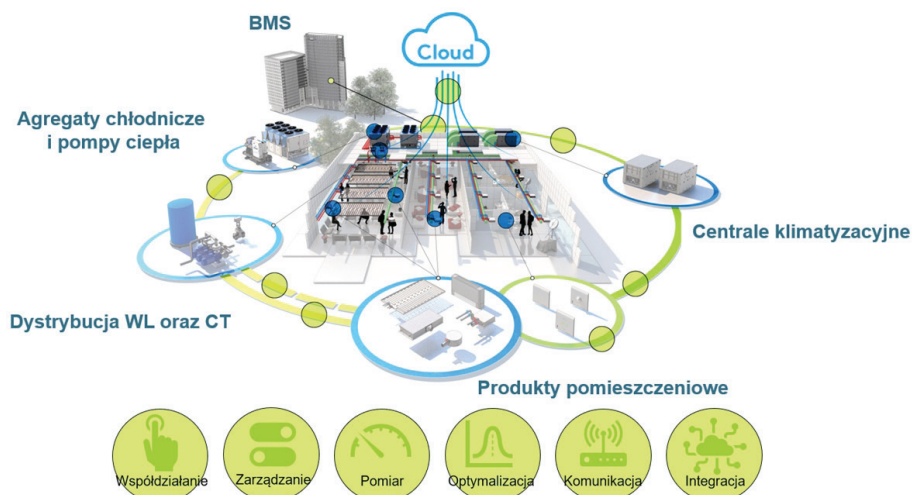 BMS
Cloud
Agregaty chłodnicze
i pompy ciepła
Centrale klimatyzacyjne
Dystrybucja WL oraz CT
Produkty pomieszczeniowe
Współdziałanie
Zarządzanie
Pomiar
Optymalizacja
Komunikacja
Integracja